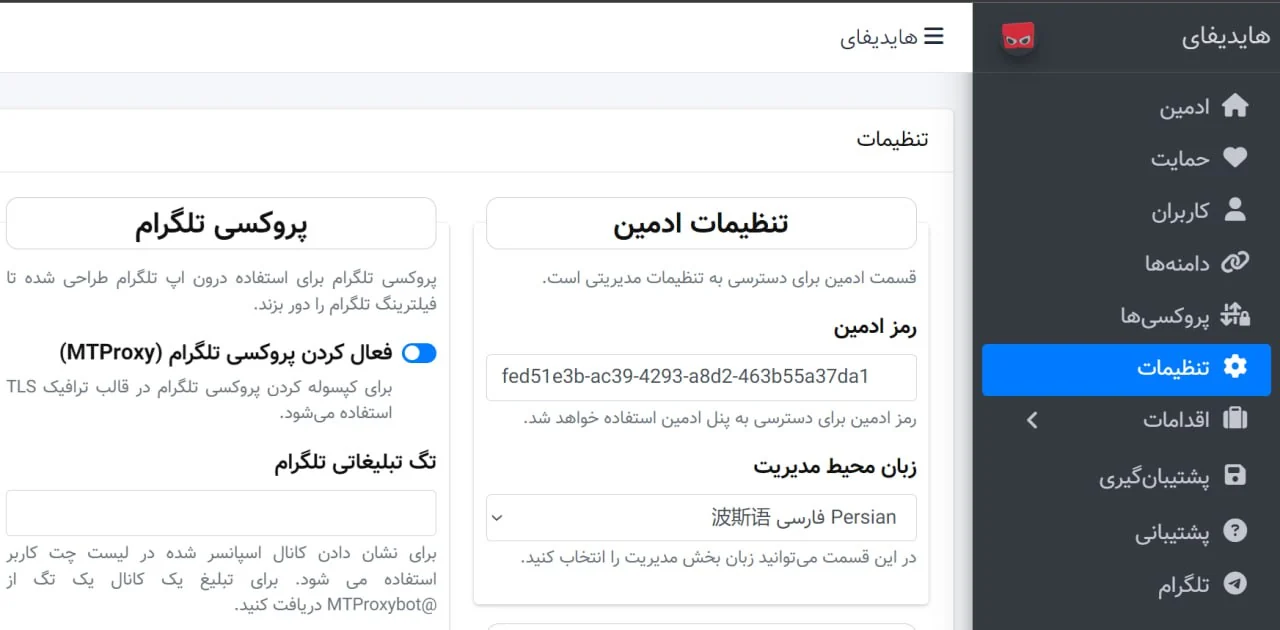 هایدیفای
ادمین
حمایت
کاربران
دامنه‌ها
پروکسی‌ها
تنظیمات
اقدامات
پشتیبان‌گیری
پشتیبانی
تلگرام
هایدیفای
تنظیمات
تنظیمات ادمین
قسمت ادمین برای دسترسی به تنظیمات مدیریتی است.
رمز ادمین
fed51e3b-ac39-4293-a8d2-463b55a37da1
رمز ادمین برای دسترسی به پنل ادمین استفاده خواهد شد.
زبان محیط مدیریت
Persian فارسی 波斯语
در این قسمت می‌توانید زبان بخش مدیریت را انتخاب کنید.
پروکسی تلگرام
پروکسی تلگرام برای استفاده درون اپ تلگرام طراحی شده تا
فیلترینگ تلگرام را دور بزند.
فعال کردن پروکسی تلگرام (MTProxy)
برای کپسوله کردن پروکسی تلگرام در قالب ترافیک TLS
استفاده می‌شود.
تگ تبلیغاتی تلگرام
برای نشان دادن کانال اسپانسر شده در لیست چت کاربر
استفاده می شود. برای تبلیغ یک کانال یک تگ از
@MTProxybot دریافت کنید.